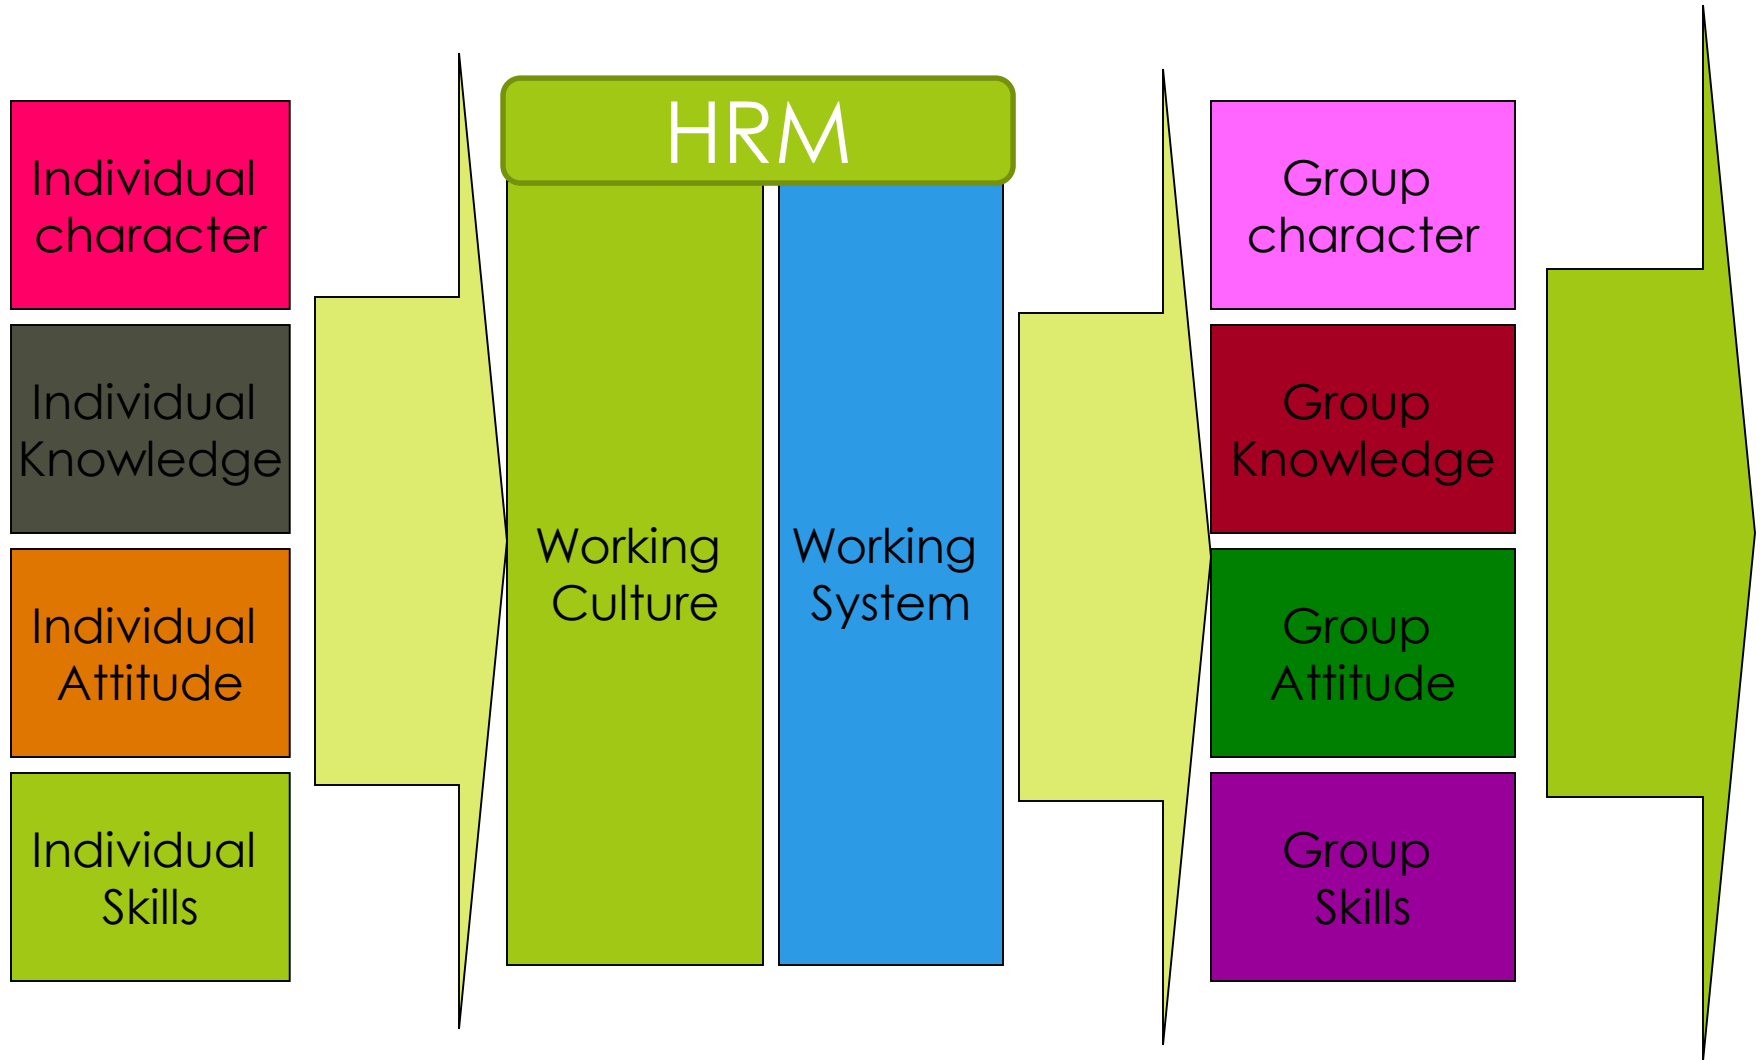 Individual
character
Individual
Knowledge
Individual
Attitude
Individual
Skills
HRM
Working
Culture
Working
System
Group
character
Group
Knowledge
Group
Attitude
Group
Skills